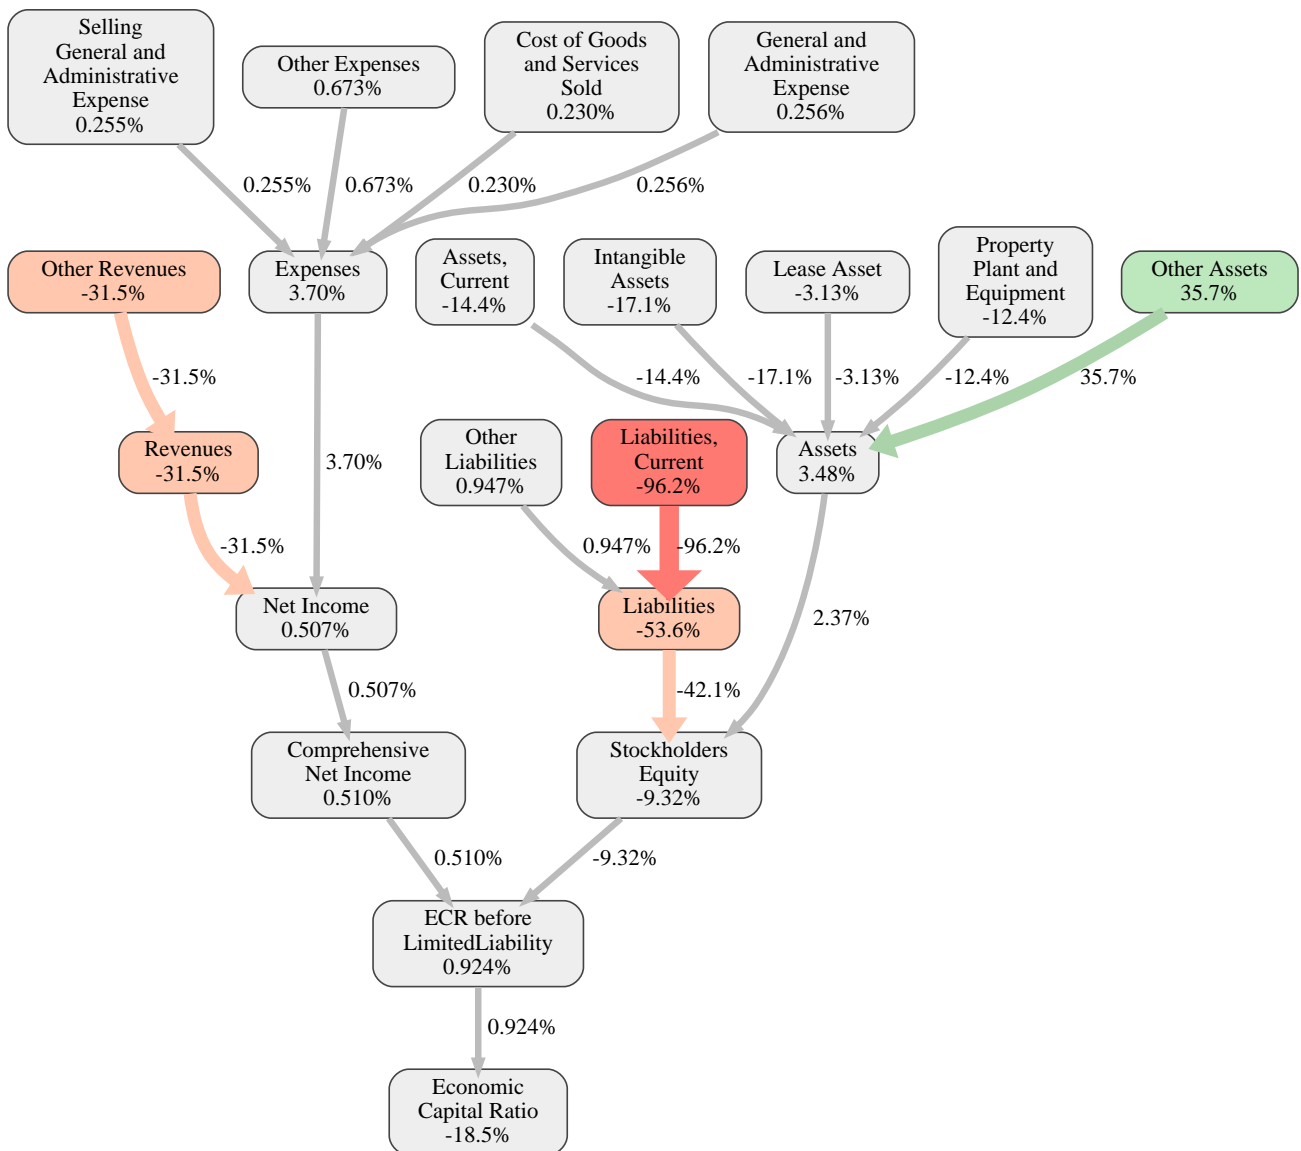 Selling
General and
Administrative
Expense
0.255%
Other Expenses
0.673%
Cost of Goods
and Services
Sold
0.230%
General and
Administrative
Expense
0.256%
0.255%
0.673%
0.230%
0.256%
Other Revenues
-31.5%
Expenses
3.70%
Assets,
Current
-14.4%
Intangible
Assets
-17.1%
Lease Asset
-3.13%
Property
Plant and
Equipment
-12.4%
Other Assets
35.7%
-31.5%
-14.4%
-17.1%
-3.13%
-12.4%
35.7%
Revenues
-31.5%
3.70%
Other
Liabilities
0.947%
Liabilities,
Current
-96.2%
Assets
3.48%
-31.5%
0.947%
-96.2%
Net Income
0.507%
Liabilities
-53.6%
2.37%
0.507%
-42.1%
Comprehensive
Net Income
0.510%
Stockholders
Equity
-9.32%
0.510%
-9.32%
ECR before
LimitedLiability
0.924%
0.924%
Economic
Capital Ratio
-18.5%